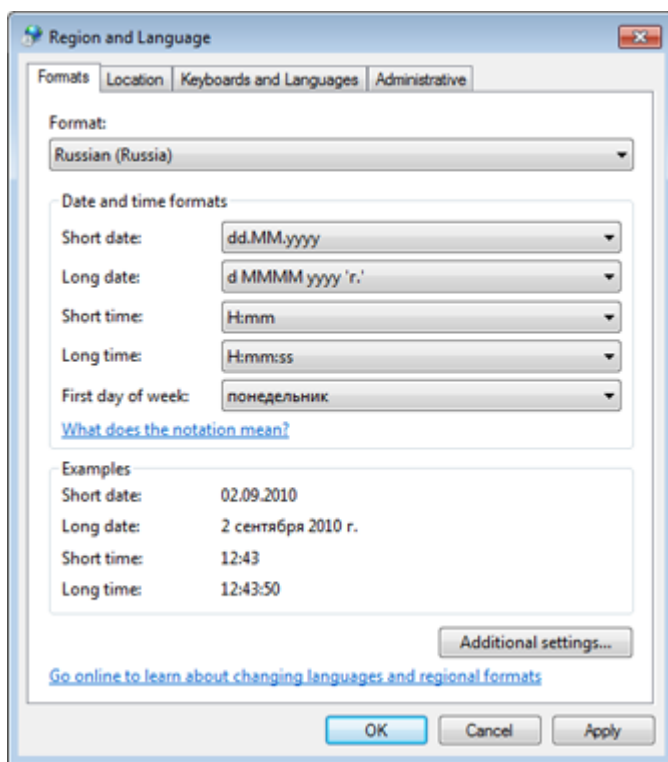 Region and Language
Formats Location Keyboards and Languages Administrative
Format:
Russian (Russia)
Date and time formats
Short date: dd.MM.yyyy
Long date: d MMMM yyyy 'г.'
Short time: H:mm
Long time: H:mm:ss
First day of week: понедельник
What does the notation mean?
Examples
Short date: 02.09.2010
Long date: 2 сентября 2010 г.
Short time: 12:43
Long time: 12:43:50
Additional settings...
Go online to learn about changing languages and regional formats
OK Cancel Apply